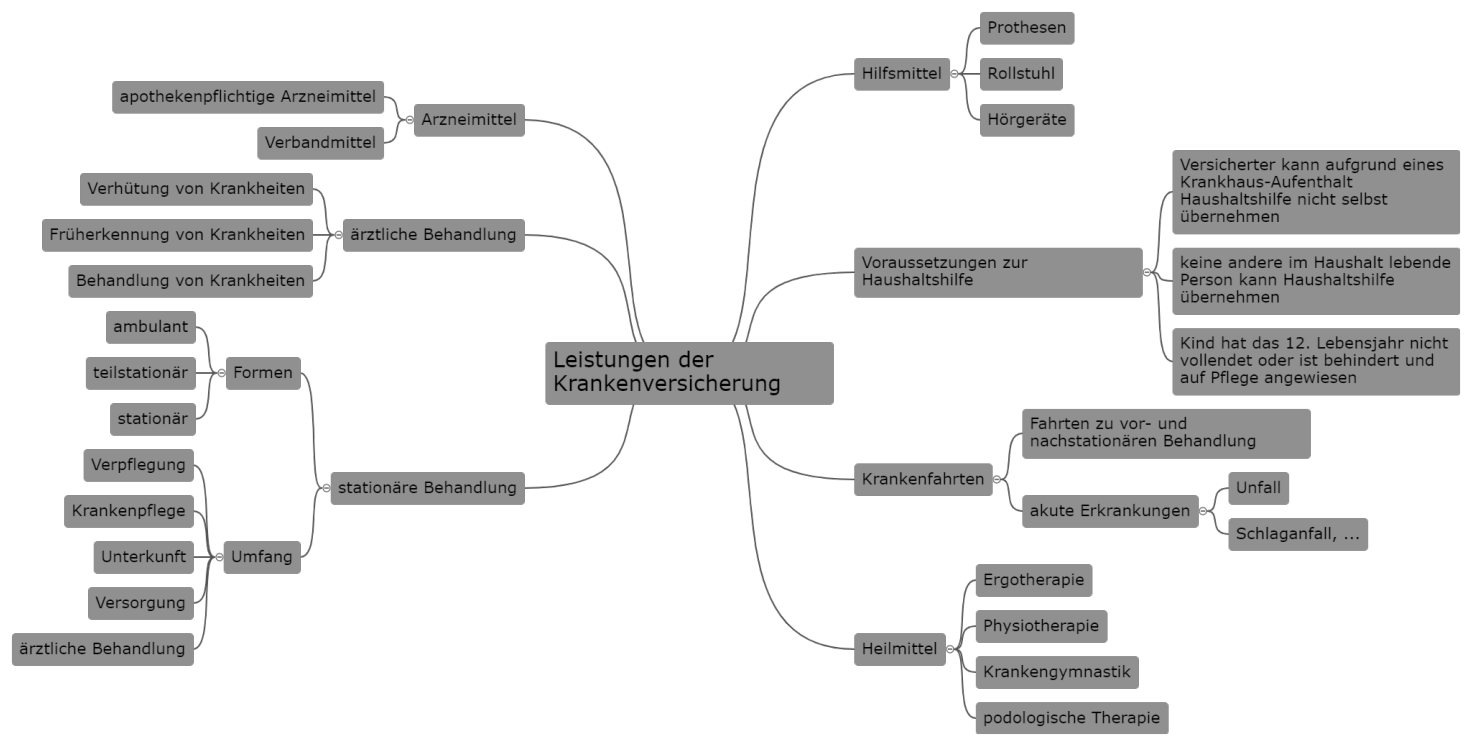 Leistungen der
Krankenversicherung
Arzneimittel
apothekenpflichtige Arzneimittel
Verbandmittel
ärztliche Behandlung
Verhütung von Krankheiten
Früherkennung von Krankheiten
Behandlung von Krankheiten
stationäre Behandlung
Formen
ambulant
teilstationär
stationär
Umfang
Verpflegung
Krankenpflege
Unterkunft
Versorgung
ärztliche Behandlung
Hilfsmittel
Prothesen
Rollstuhl
Hörgeräte
Voraussetzungen zur
Haushaltshilfe
Versicherter kann aufgrund eines
Krankhaus-Aufenthalt
Haushaltshilfe nicht selbst
übernehmen
keine andere im Haushalt lebende
Person kann Haushaltshilfe
übernehmen
Kind hat das 12. Lebensjahr nicht
vollendet oder ist behindert und
auf Pflege angewiesen
Krankenfahrten
Fahrten zu vor- und
nachstationären Behandlung
akute Erkrankungen
Unfall
Schlaganfall, ...
Heilmittel
Ergotherapie
Physiotherapie
Krankengymnastik
podologische Therapie